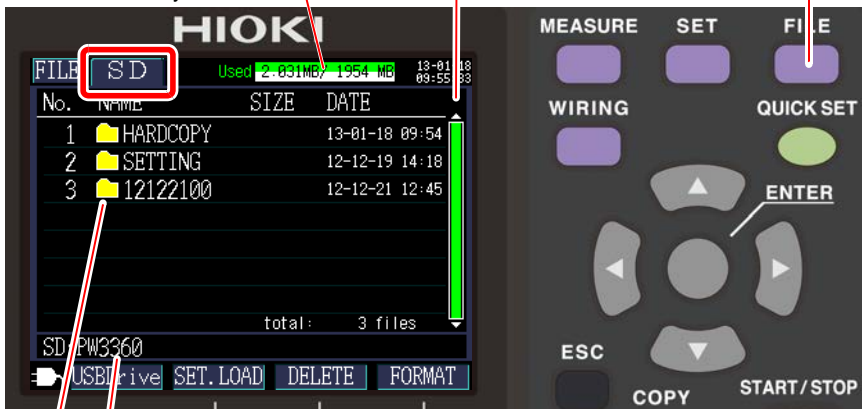 HIOKI
MEASURE SET FILE
FILE SD Used 2.031MB/ 1954 MB 13-01-18
09:55:33
No. NAME SIZE DATE
WIRING QUICK SET
1 HARDCOPY 13-01-18 09:54
2 SETTING 12-12-19 14:18
3 12122100 12-12-21 12:45
ENTER
total: 3 files
SD:PW3360
ESC
USBDrive SET.LOAD DELETE FORMAT
COPY START/STOP